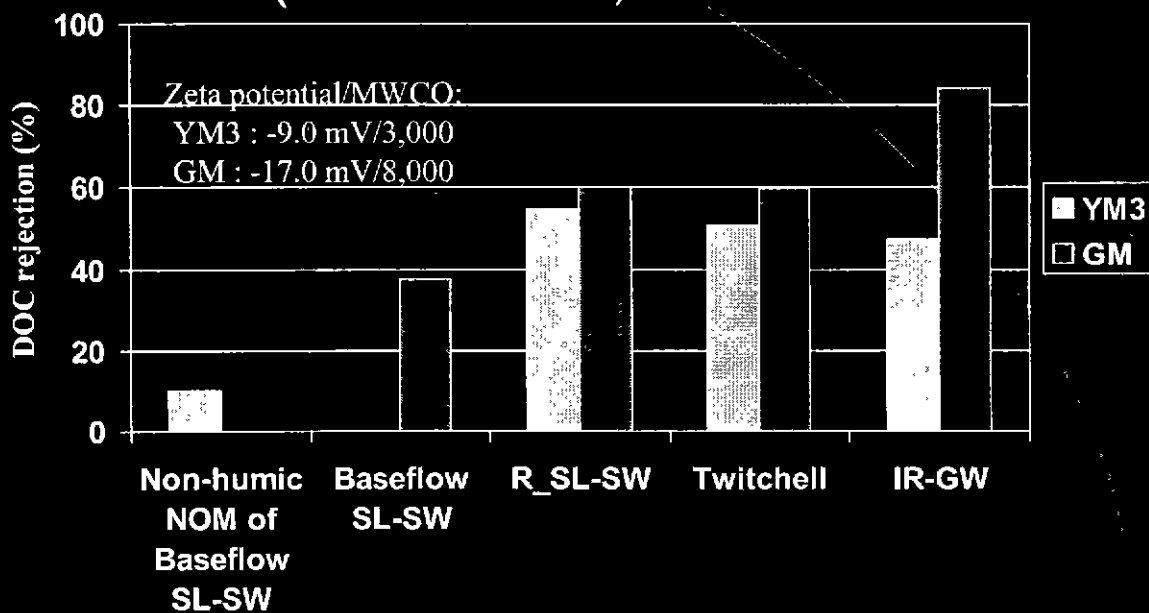 100
80
60
40
20
0
DOC rejection (%)
Zeta potential/MWCO:
YM3 : -9.0 mV/3,000
GM : -17.0 mV/8,000
YM3
GM
Non-humic
NOM of
Baseflow
SL-SW
Baseflow
SL-SW
R_SL-SW
Twitchell
IR-GW